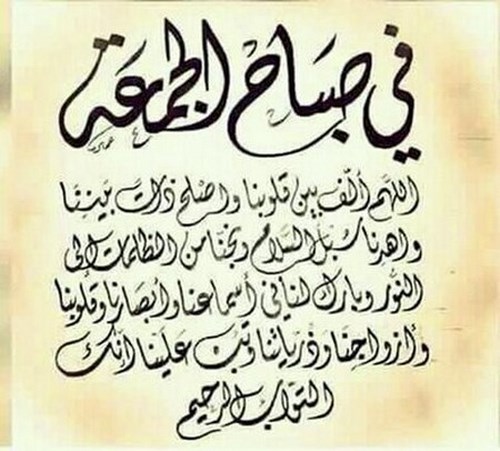 في صباح الجمعة
اللهم ألّف بين قلوبنا واصلح ذات بيننا
واهدنا سبل السلام ونجنا من الظلمات إلى
النور وبارك لنا في أسماعنا وأبصارنا وقلوبنا
وأزواجنا وذرياتنا وتب علينا إنك
التواب الرحيم